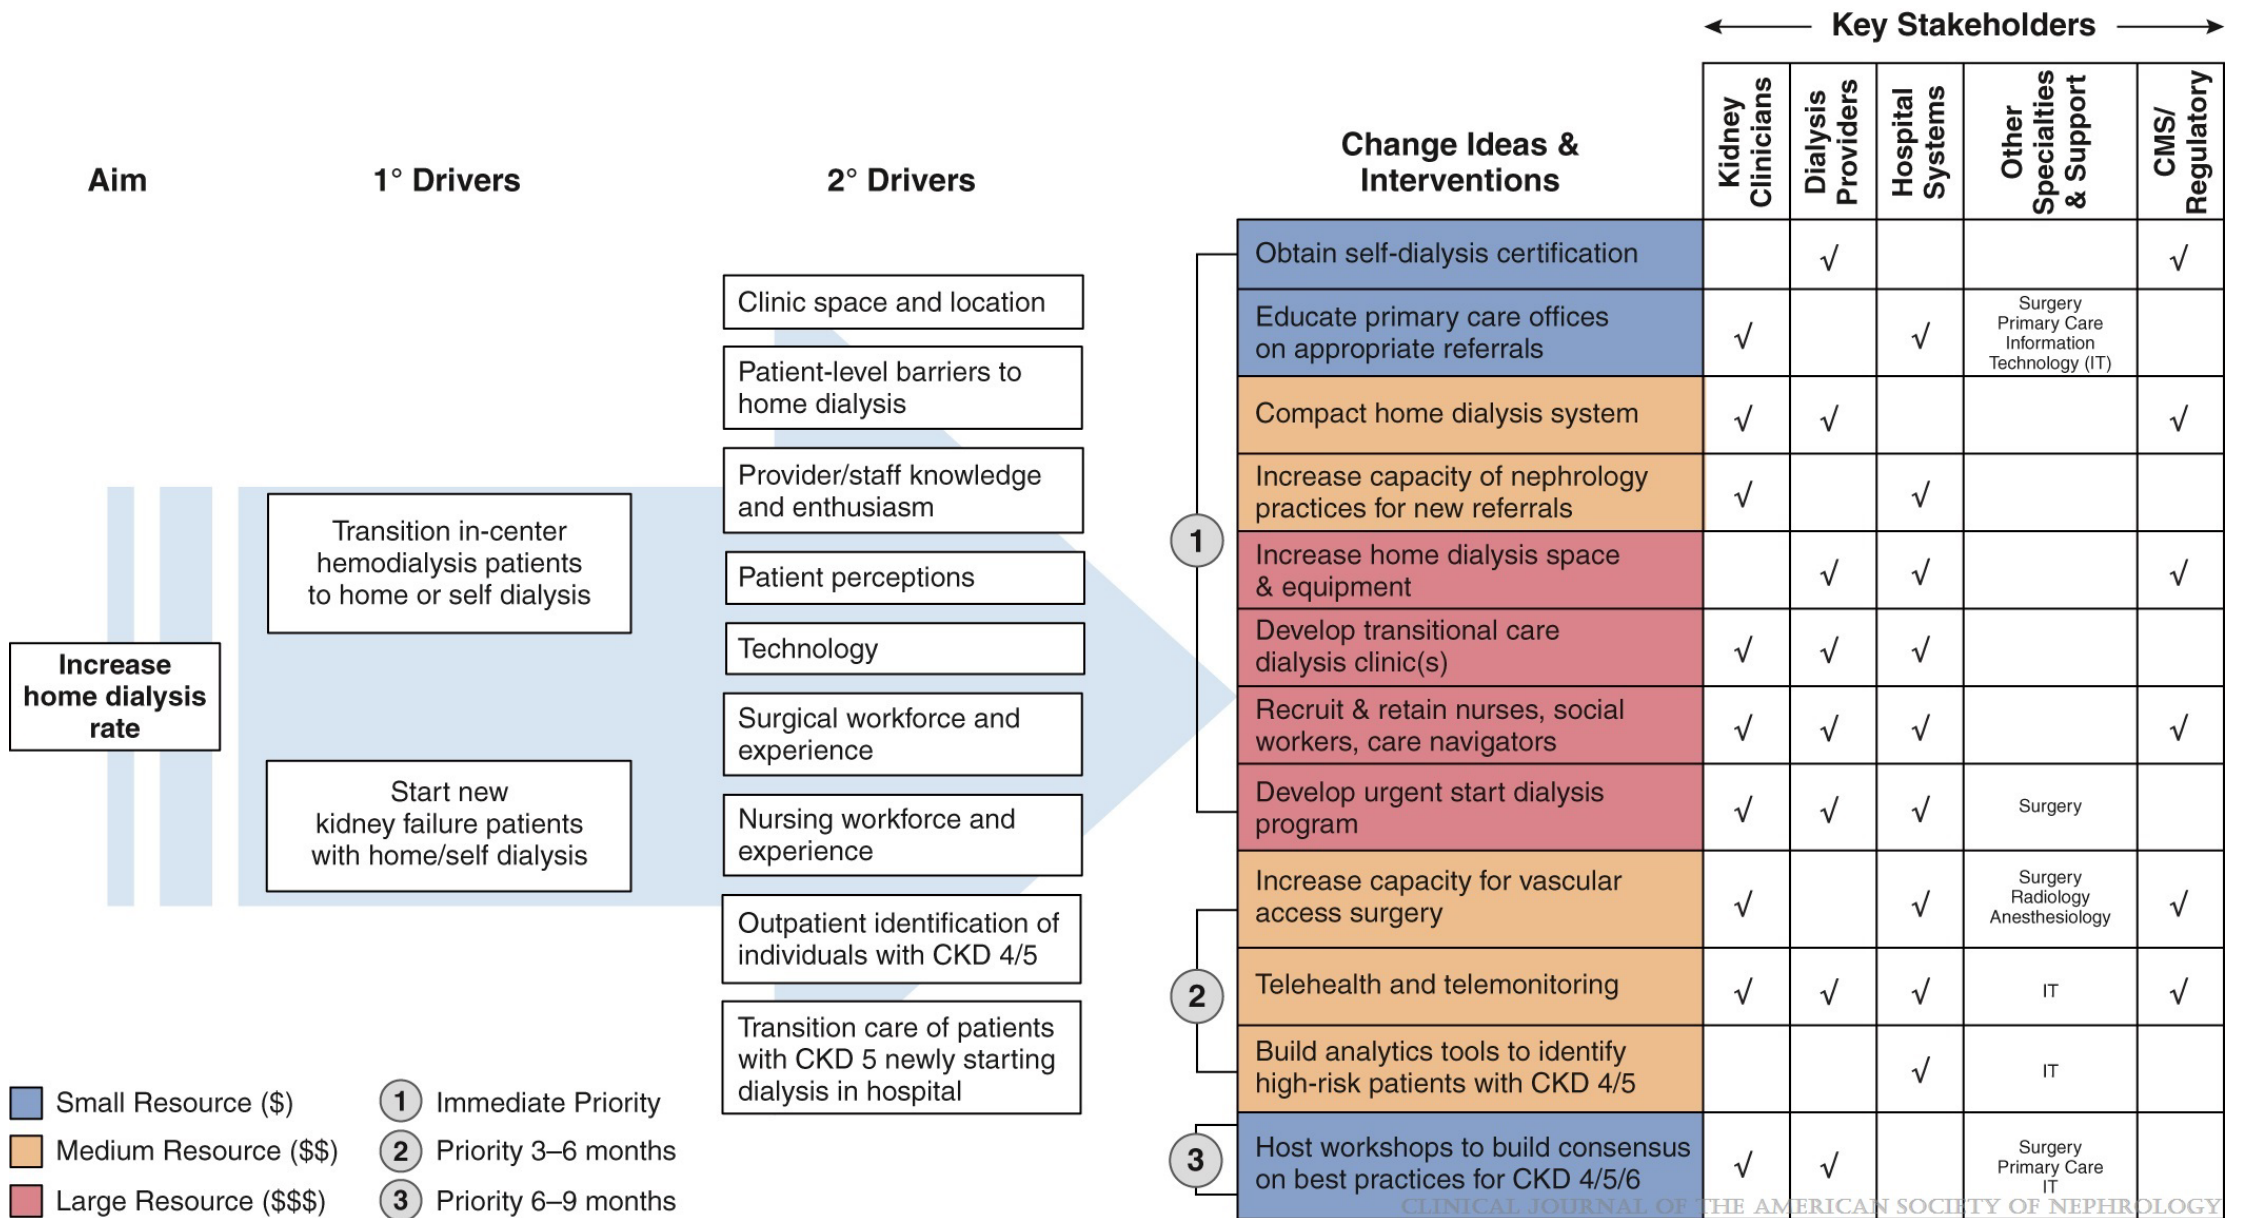 Key Stakeholders
Aim
1° Drivers
2° Drivers
Change Ideas &
Interventions
Kidney
Clinicians
Dialysis
Providers
Hospital
Systems
Other
Specialties
& Support
CMS/
Regulatory
Increase
home dialysis
rate
Transition in-center
hemodialysis patients
to home or self dialysis
Start new
kidney failure patients
with home/self dialysis
Clinic space and location
Patient-level barriers to
home dialysis
Provider/staff knowledge
and enthusiasm
Patient perceptions
Technology
Surgical workforce and
experience
Nursing workforce and
experience
Outpatient identification of
individuals with CKD 4/5
Transition care of patients
with CKD 5 newly starting
dialysis in hospital
1
Obtain self-dialysis certification
√ √
Educate primary care offices
on appropriate referrals
√ √
Surgery
Primary Care
Information
Technology (IT)
Compact home dialysis system
√ √ √
Increase capacity of nephrology
practices for new referrals
√ √
Increase home dialysis space
& equipment
√ √ √
Develop transitional care
dialysis clinic(s)
√ √ √
Recruit & retain nurses, social
workers, care navigators
√ √ √ √
Develop urgent start dialysis
program
√ √ √ Surgery
2
Increase capacity for vascular
access surgery
√ √
Surgery
Radiology
Anesthesiology
√
Telehealth and telemonitoring
√ √ √ IT √
Build analytics tools to identify
high-risk patients with CKD 4/5
√ IT
3
Host workshops to build consensus
on best practices for CKD 4/5/6
√ √
Surgery
Primary Care
IT
Small Resource ($)
Medium Resource ($$)
Large Resource ($$$)
1 Immediate Priority
2 Priority 3–6 months
3 Priority 6–9 months
CLINICAL JOURNAL OF THE AMERICAN SOCIETY OF NEPHROLOGY